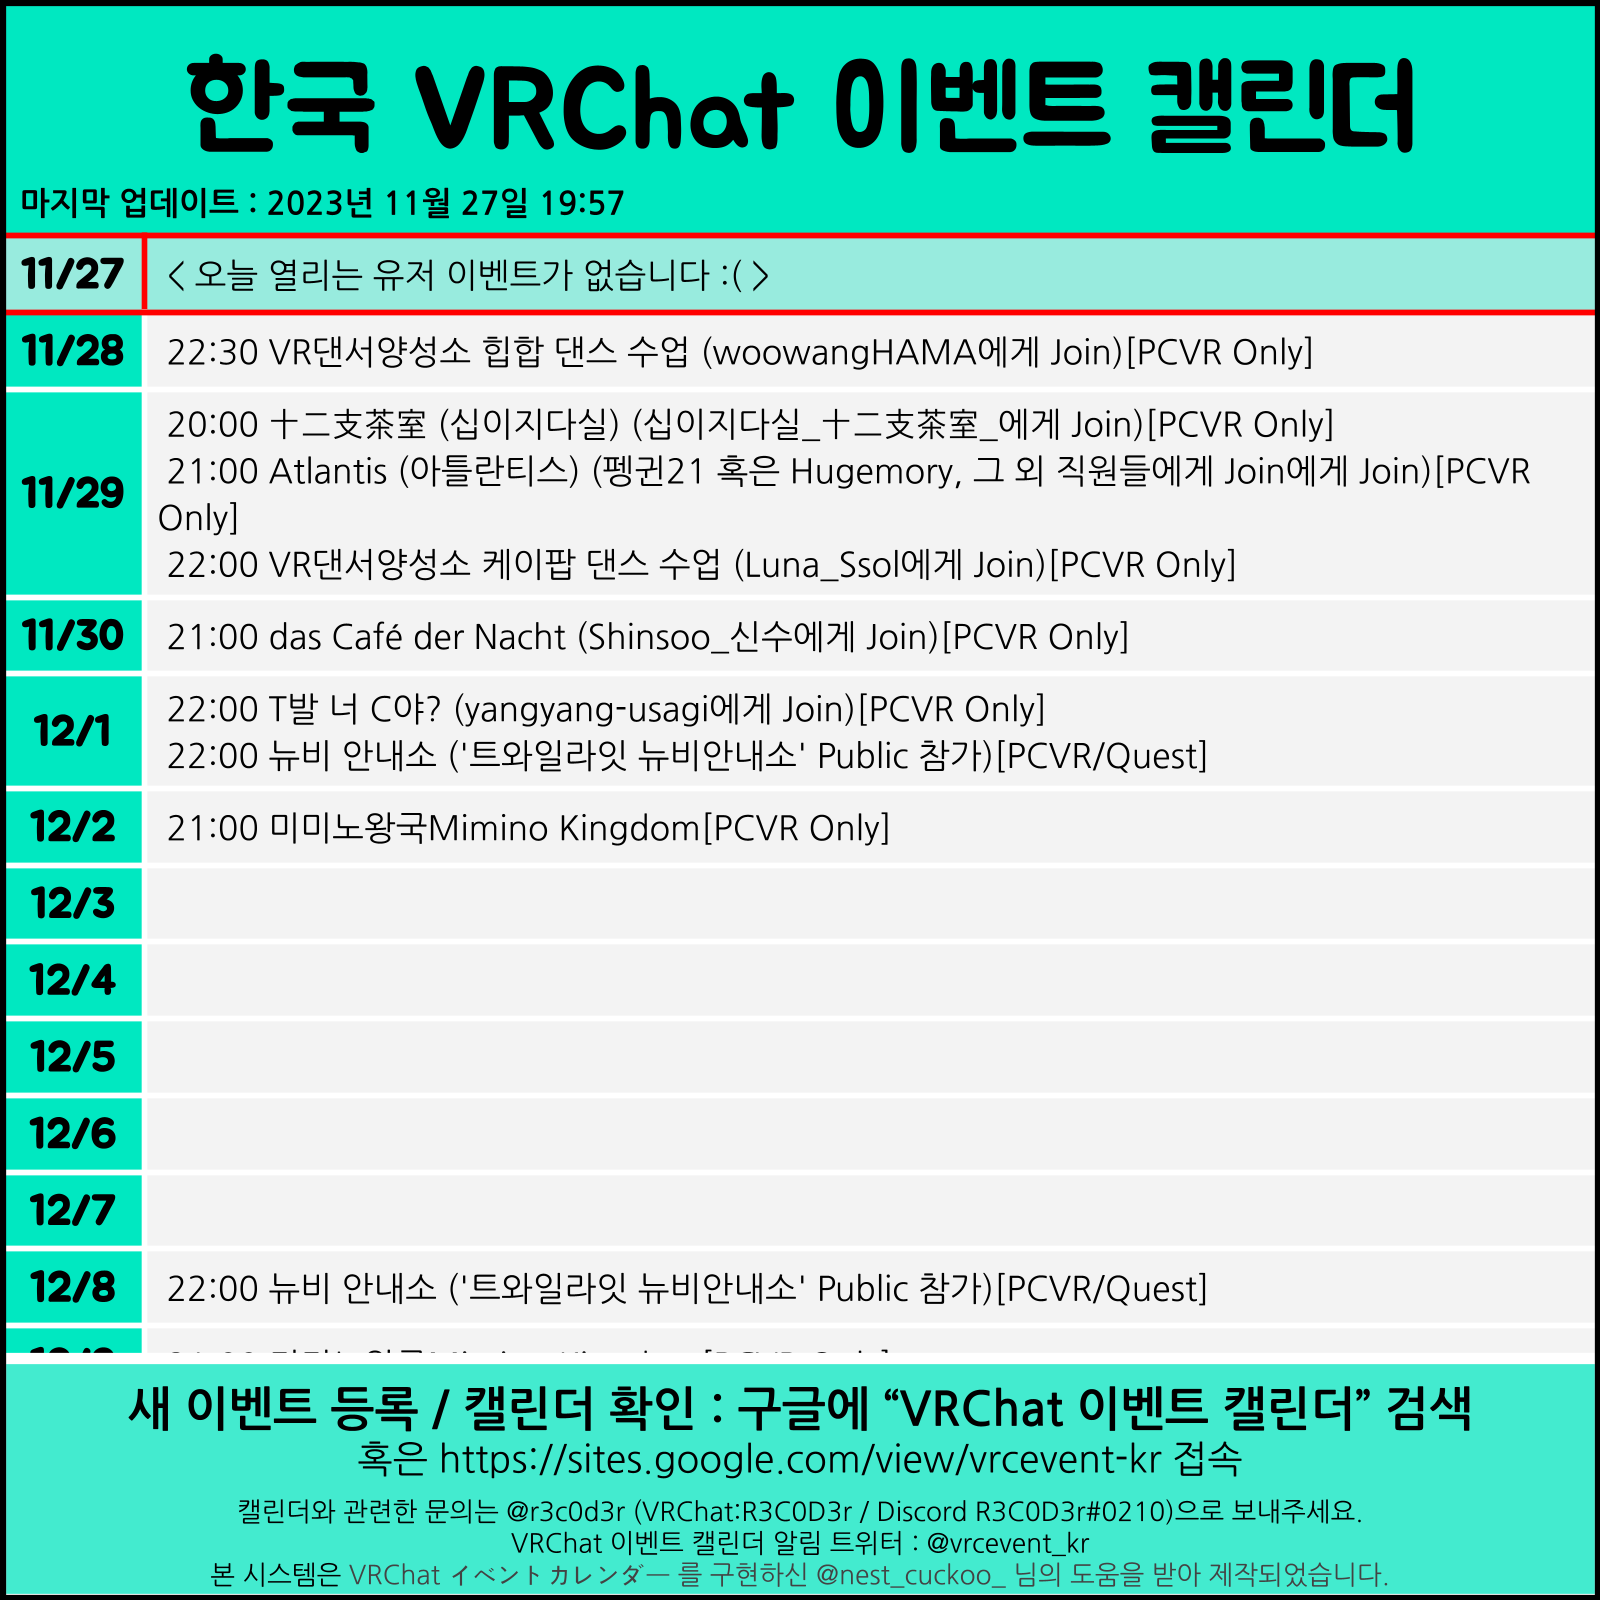 한국 VRChat 이벤트 캘린더
마지막 업데이트 : 2023년 11월 27일 19:57
11/27 < 오늘 열리는 유저 이벤트가 없습니다 :( >
11/28 22:30 VR댄서양성소 힙합 댄스 수업 (woowangHAMA에게 Join)[PCVR Only]
20:00 十二支茶室 (십이지다실) (십이지다실_十二支茶室_에게 Join)[PCVR Only]
11/29 21:00 Atlantis (아틀란티스) (펭귄21 혹은 Hugemory, 그 외 직원들에게 Join에게 Join)[PCVR
Only]
22:00 VR댄서양성소 케이팝 댄스 수업 (Luna_Ssol에게 Join)[PCVR Only]
11/30 21:00 das Café der Nacht (Shinsoo_신수에게 Join)[PCVR Only]
12/1 22:00 T발 너 C야? (yangyang-usagi에게 Join)[PCVR Only]
22:00 뉴비 안내소 ('트와일라잇 뉴비안내소' Public 참가)[PCVR/Quest]
12/2 21:00 미미노왕국Mimino Kingdom[PCVR Only]
12/3
12/4
12/5
12/6
12/7
12/8 22:00 뉴비 안내소 ('트와일라잇 뉴비안내소' Public 참가)[PCVR/Quest]
새 이벤트 등록 / 캘린더 확인 : 구글에 “VRChat 이벤트 캘린더” 검색
혹은 https://sites.google.com/view/vrcevent-kr 접속
캘린더와 관련한 문의는 @r3c0d3r (VRChat:R3C0D3r / Discord R3C0D3r#0210)으로 보내주세요.
VRChat 이벤트 캘린더 알림 트위터 : @vrcevent_kr
본 시스템은 VRChat イベントカレンダー 를 구현하신 @nest_cuckoo_ 님의 도움을 받아 제작되었습니다.